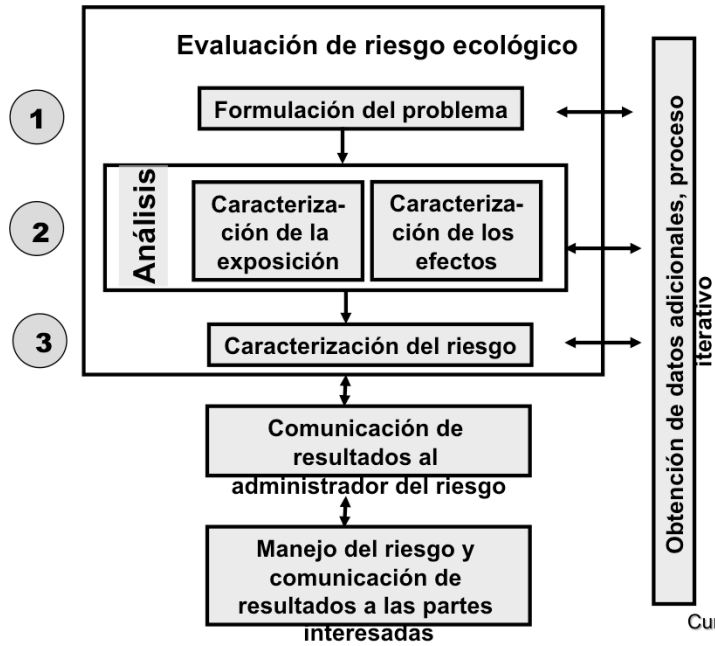 Evaluación de riesgo ecológico
1
Formulación del problema
2
Análisis
Caracteriza-
ción de la
exposición
Caracteriza-
ción de los
efectos
3
Caracterización del riesgo
Comunicación de
resultados al
administrador del riesgo
Manejo del riesgo y
comunicación de
resultados a las partes
interesadas
Obtención de datos adicionales, proceso
iterativo